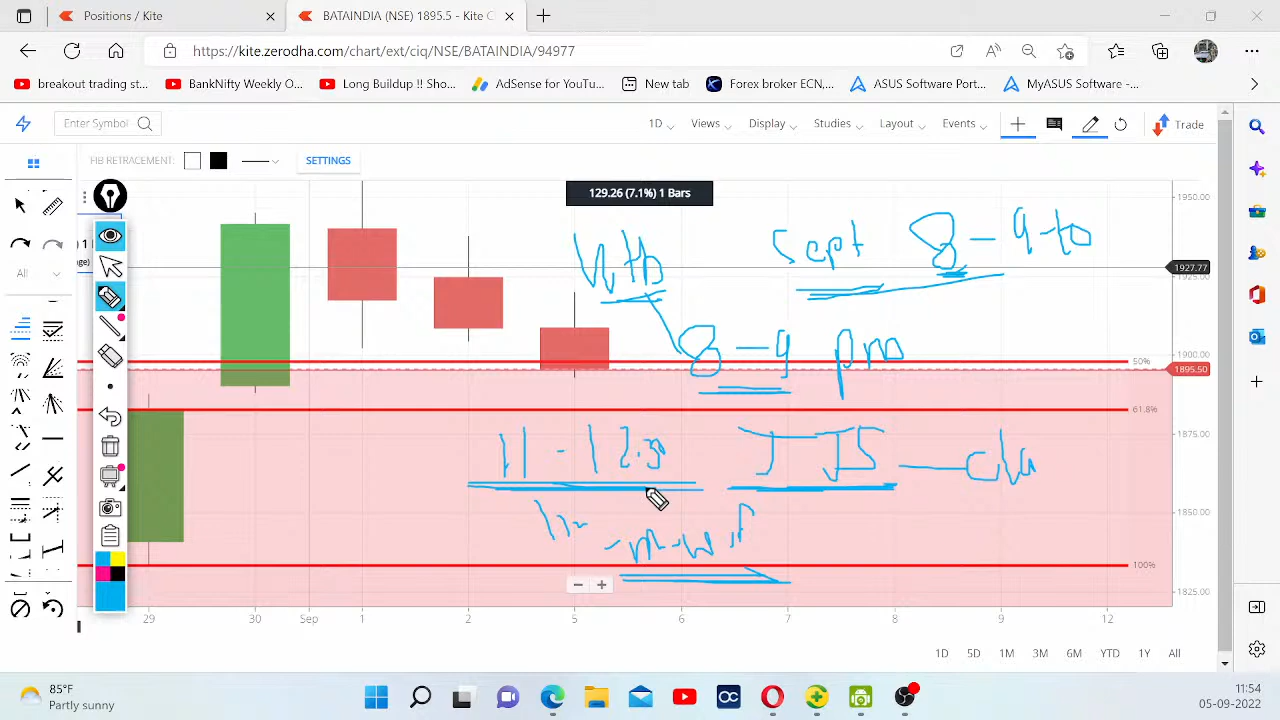 Positions / Kite
BATAINDIA (NSE) 1895.5 - Kite C
https://kite.zerodha.com/chart/ext/ciq/NSE/BATAINDIA/94977
breakout trading st...
BankNifty Weekly O...
Long Buildup !! Sho...
AdSense for YouTu...
New tab
Forex broker ECN,...
ASUS Software Port...
MyASUS Software -...
Enter Symbol
1D
Views
Display
Studies
Layout
Events
Trade
FIB RETRACEMENT:
SETTINGS
129.26 (7.1%) 1 Bars
1950.00
Sept 8-9-10
1927.77
1925.00
All
8-9 pm
1900.00
50%
1895.50
61.8%
1875.00
11-12.30
1850.00
-m-w,f
100%
1825.00
29 30 Sep 1 2 5 6 7 8 9 12
1D 5D 1M 3M 6M YTD 1Y All
85°F
Partly sunny
11:54
05-09-2022